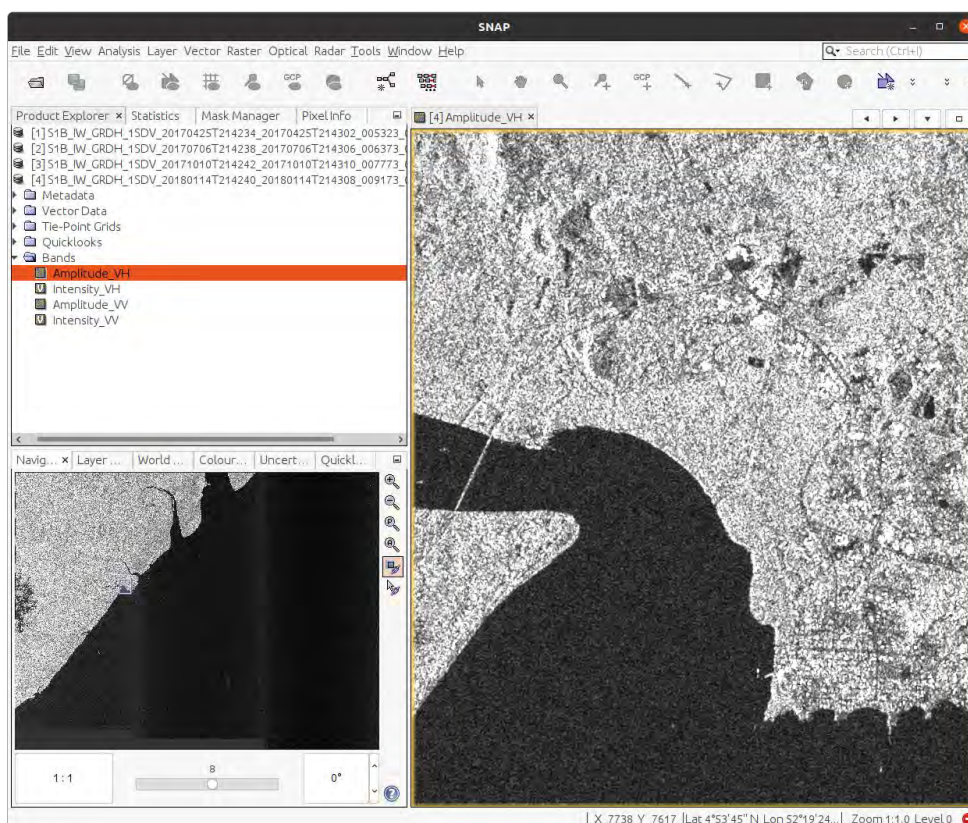 SNAP
File Edit View Analysis Layer Vector Raster Optical Radar Tools Window Help
Search (Ctrl+I)
GCP
GCP
Product Explorer × Statistics Mask Manager Pixel Info
[4] Amplitude_VH ×
[1] S1B_IW_GRDH_1SDV_20170425T214234_20170425T214302_005323_
[2] S1B_IW_GRDH_1SDV_20170706T214238_20170706T214306_006373_
[3] S1B_IW_GRDH_1SDV_20171010T214242_20171010T214310_007773_
[4] S1B_IW_GRDH_1SDV_20180114T214240_20180114T214308_009173_
Metadata
Vector Data
Tie-Point Grids
Quicklooks
Bands
Amplitude_VH
Intensity_VH
Amplitude_VV
Intensity_VV
Navig... × Layer ... World ... Colour... Uncert... Quickl...
1 : 1
8
0°
X 7738 Y 7617 Lat 4°53'45" N Lon 52°19'24... Zoom 1:1.0 Level 0